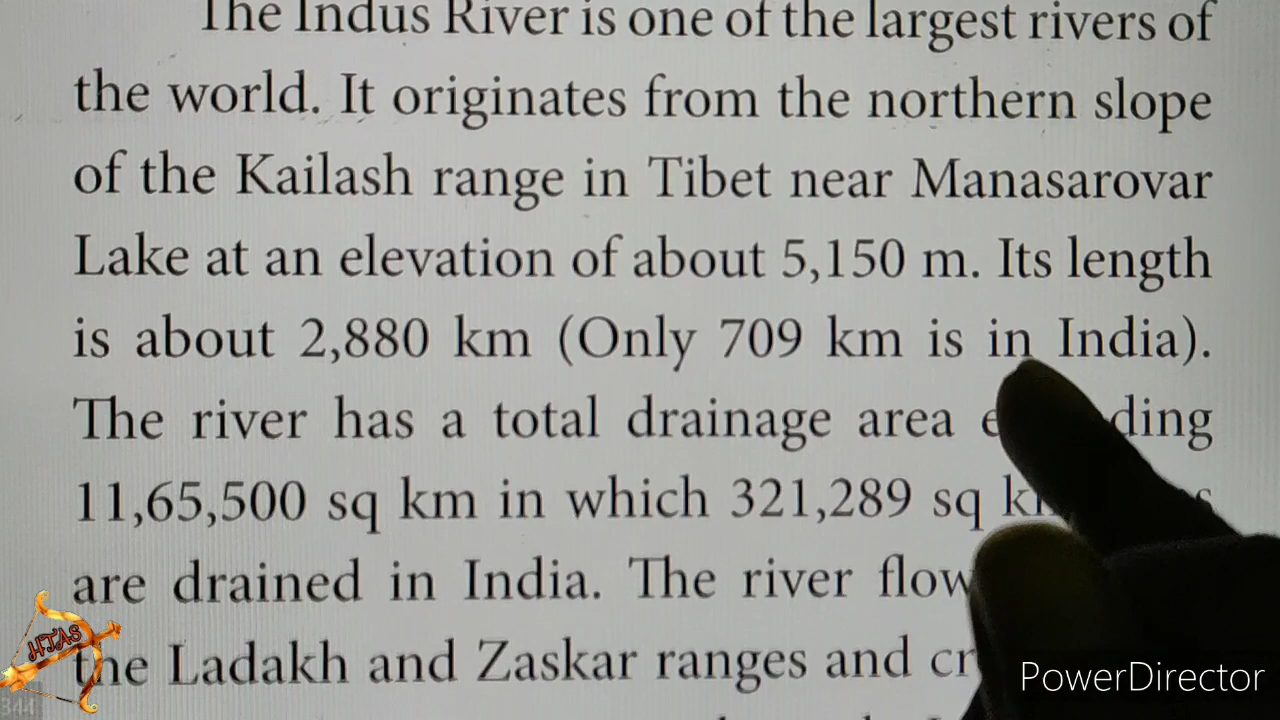 The Indus River is one of the largest rivers of
the world. It originates from the northern slope
of the Kailash range in Tibet near Manasarovar
Lake at an elevation of about 5,150 m. Its length
is about 2,880 km (Only 709 km is in India).
The river has a total drainage area
11,65,500 sq km in which 321,289 sq
are drained in India. The river
the Ladakh and Zaskar ranges and
HTAS
344
PowerDirector